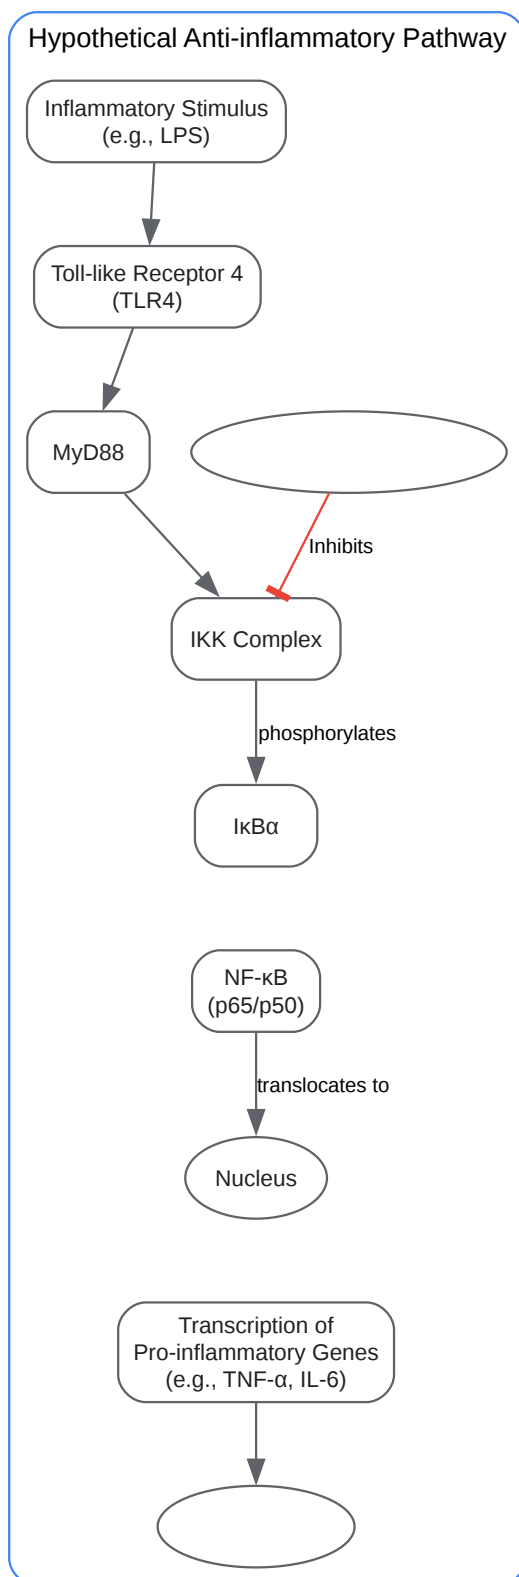 Hypothetical Anti-inflammatory Pathway
Inflammatory Stimulus
(e.g., LPS)
Toll-like Receptor 4
(TLR4)
MyD88
Inhibits
IKK Complex
phosphorylates
IκBα
NF-κB
(p65/p50)
translocates to
Nucleus
Transcription of
Pro-inflammatory Genes
(e.g., TNF-α, IL-6)